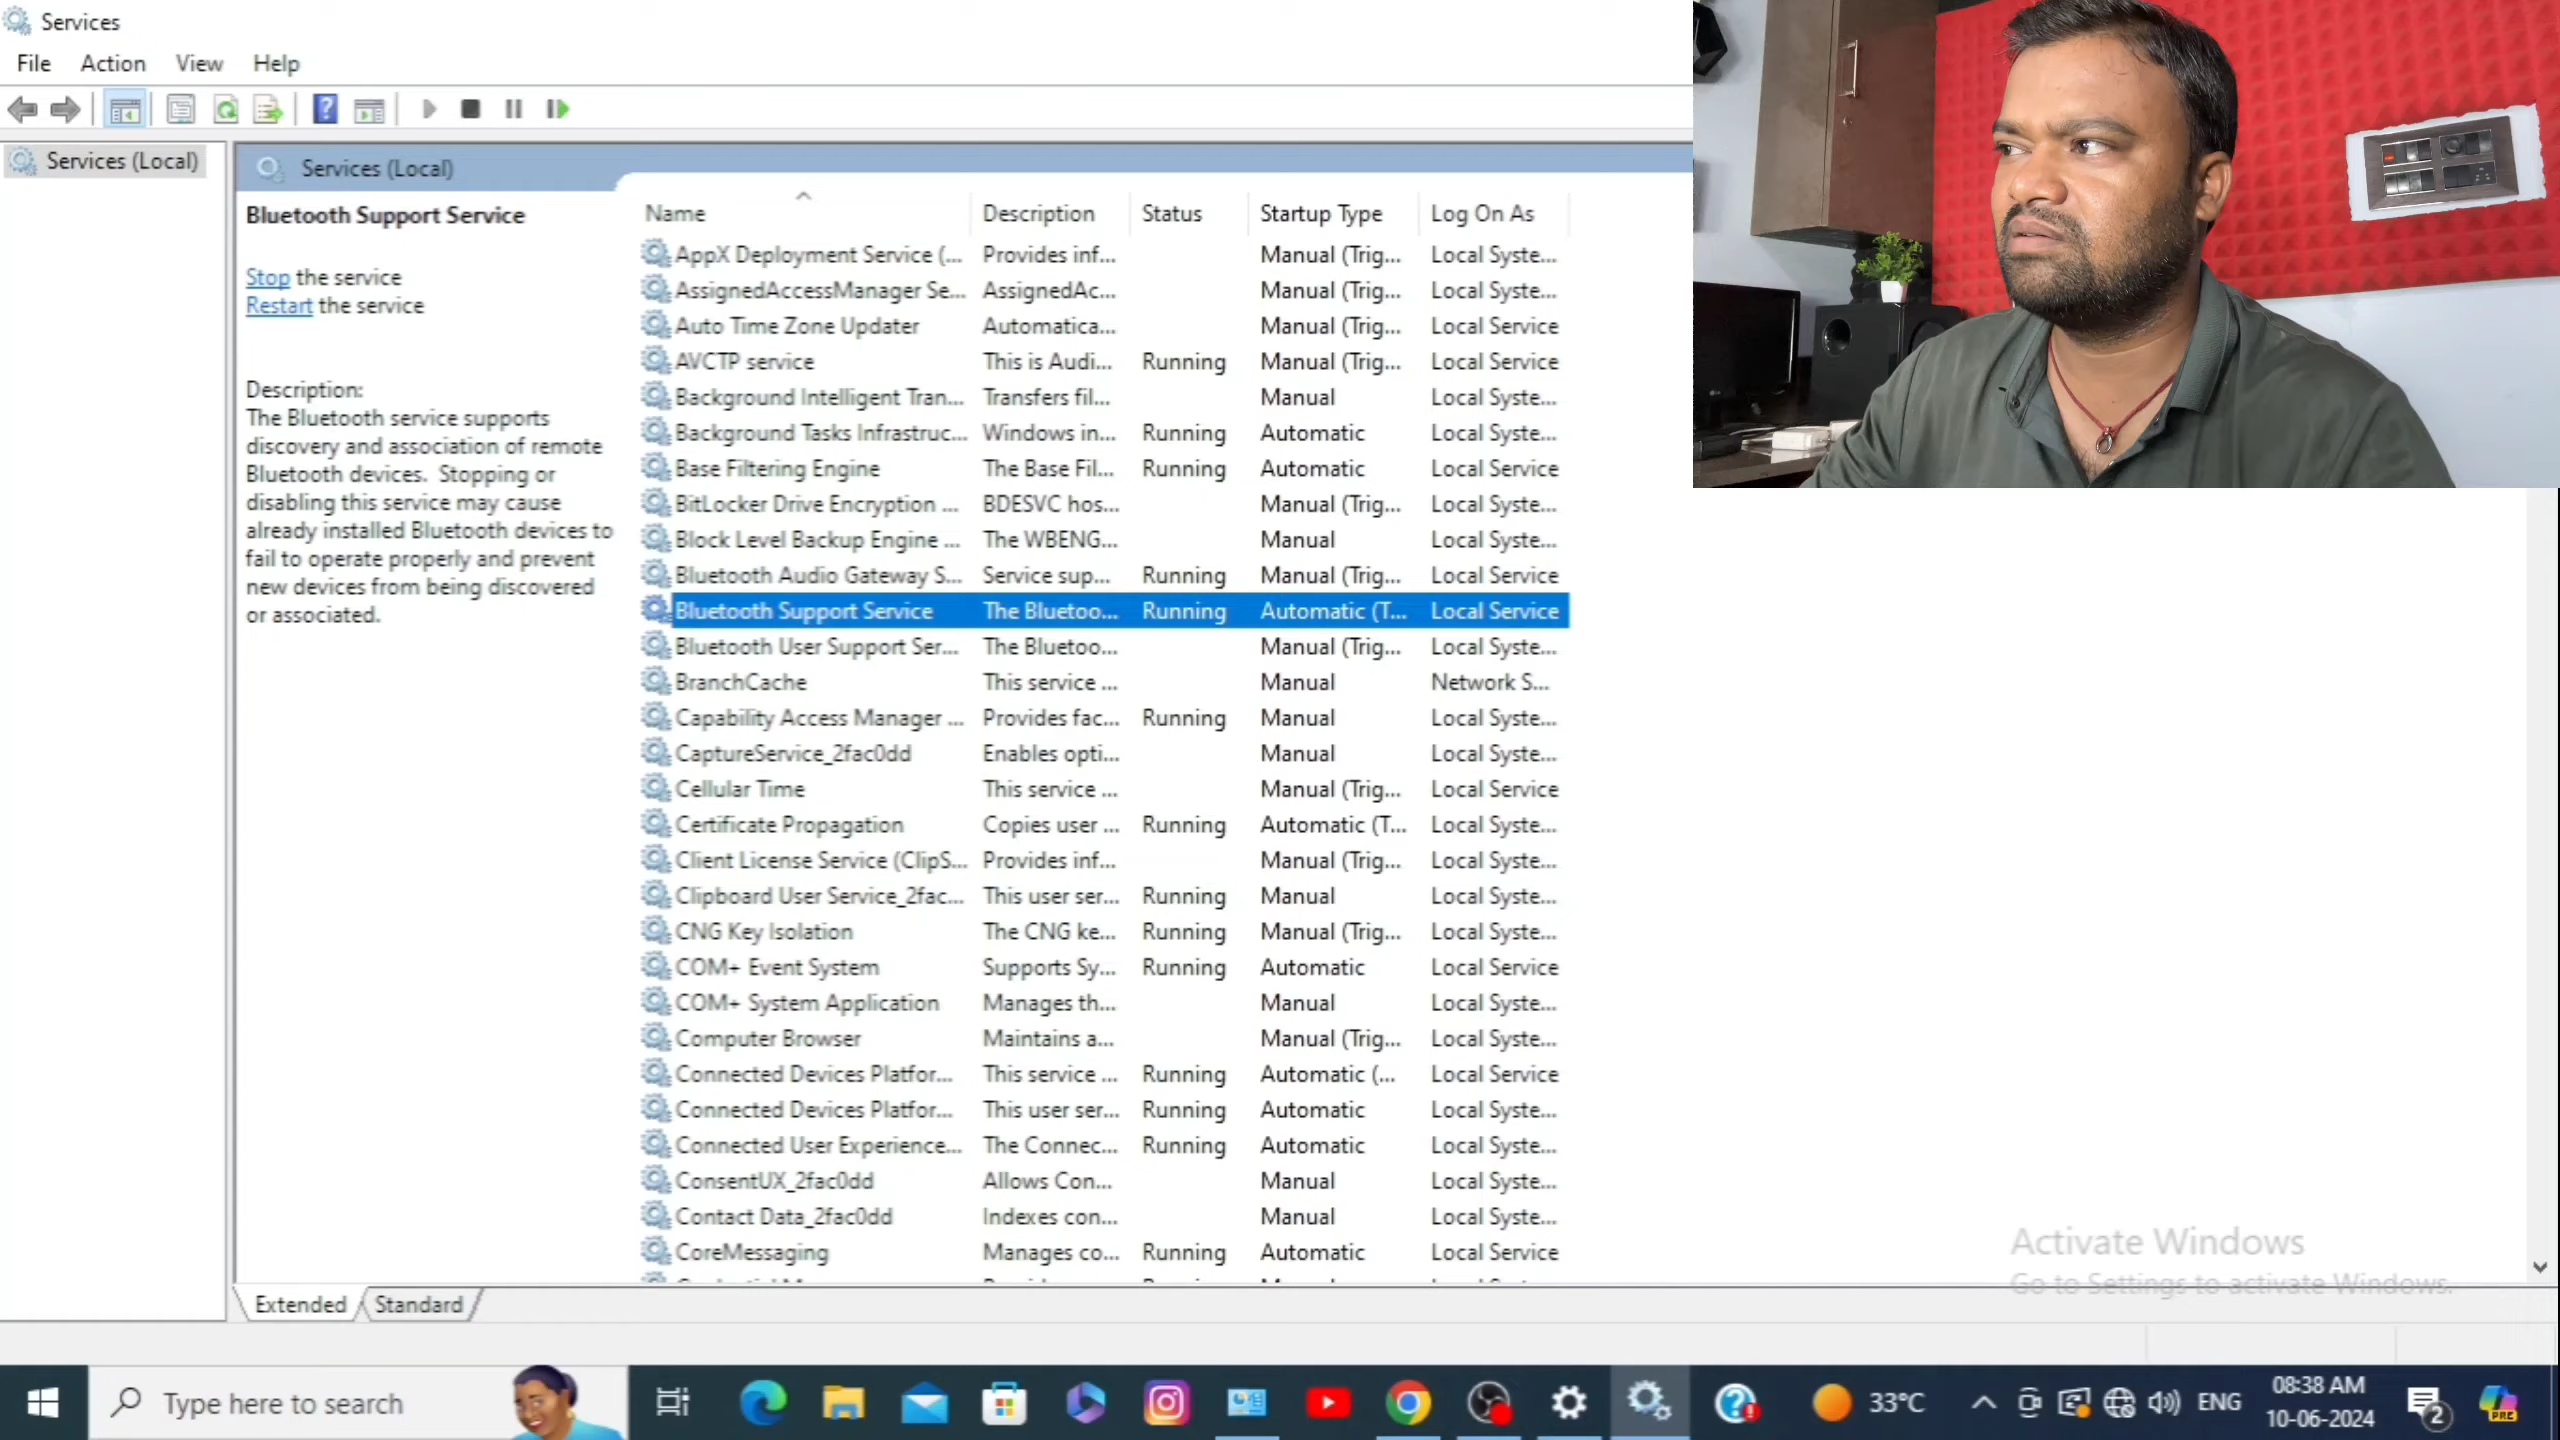 Services
File Action View Help
Services (Local)
Services (Local)
Bluetooth Support Service
Stop the service
Restart the service
Description:
The Bluetooth service supports
discovery and association of remote
Bluetooth devices. Stopping or
disabling this service may cause
already installed Bluetooth devices to
fail to operate properly and prevent
new devices from being discovered
or associated.
Name Description Status Startup Type Log On As
AppX Deployment Service (... Provides inf... Manual (Trig... Local Syste...
AssignedAccessManager Se... AssignedAc... Manual (Trig... Local Syste...
Auto Time Zone Updater Automatica... Manual (Trig... Local Service
AVCTP service This is Audi... Running Manual (Trig... Local Service
Background Intelligent Tran... Transfers fil... Manual Local Syste...
Background Tasks Infrastruc... Windows in... Running Automatic Local Syste...
Base Filtering Engine The Base Fil... Running Automatic Local Service
BitLocker Drive Encryption ... BDESVC hos... Manual (Trig... Local Syste...
Block Level Backup Engine ... The WBENG... Manual Local Syste...
Bluetooth Audio Gateway S... Service sup... Running Manual (Trig... Local Service
Bluetooth Support Service The Bluetoo... Running Automatic (T... Local Service
Bluetooth User Support Ser... The Bluetoo... Manual (Trig... Local Syste...
BranchCache This service ... Manual Network S...
Capability Access Manager ... Provides fac... Running Manual Local Syste...
CaptureService_2fac0dd Enables opti... Manual Local Syste...
Cellular Time This service ... Manual (Trig... Local Service
Certificate Propagation Copies user ... Running Automatic (T... Local Syste...
Client License Service (ClipS... Provides inf... Manual (Trig... Local Syste...
Clipboard User Service_2fac... This user ser... Running Manual Local Syste...
CNG Key Isolation The CNG ke... Running Manual (Trig... Local Syste...
COM+ Event System Supports Sy... Running Automatic Local Service
COM+ System Application Manages th... Manual Local Syste...
Computer Browser Maintains a... Manual (Trig... Local Syste...
Connected Devices Platfor... This service ... Running Automatic (... Local Service
Connected Devices Platfor... This user ser... Running Automatic Local Syste...
Connected User Experience... The Connec... Running Automatic Local Syste...
ConsentUX_2fac0dd Allows Con... Manual Local Syste...
Contact Data_2fac0dd Indexes con... Manual Local Syste...
CoreMessaging Manages co... Running Automatic Local Service
Activate Windows
Go to Settings to activate Windows.
Extended Standard
Type here to search
33°C ENG 08:38 AM
10-06-2024
2
PRE